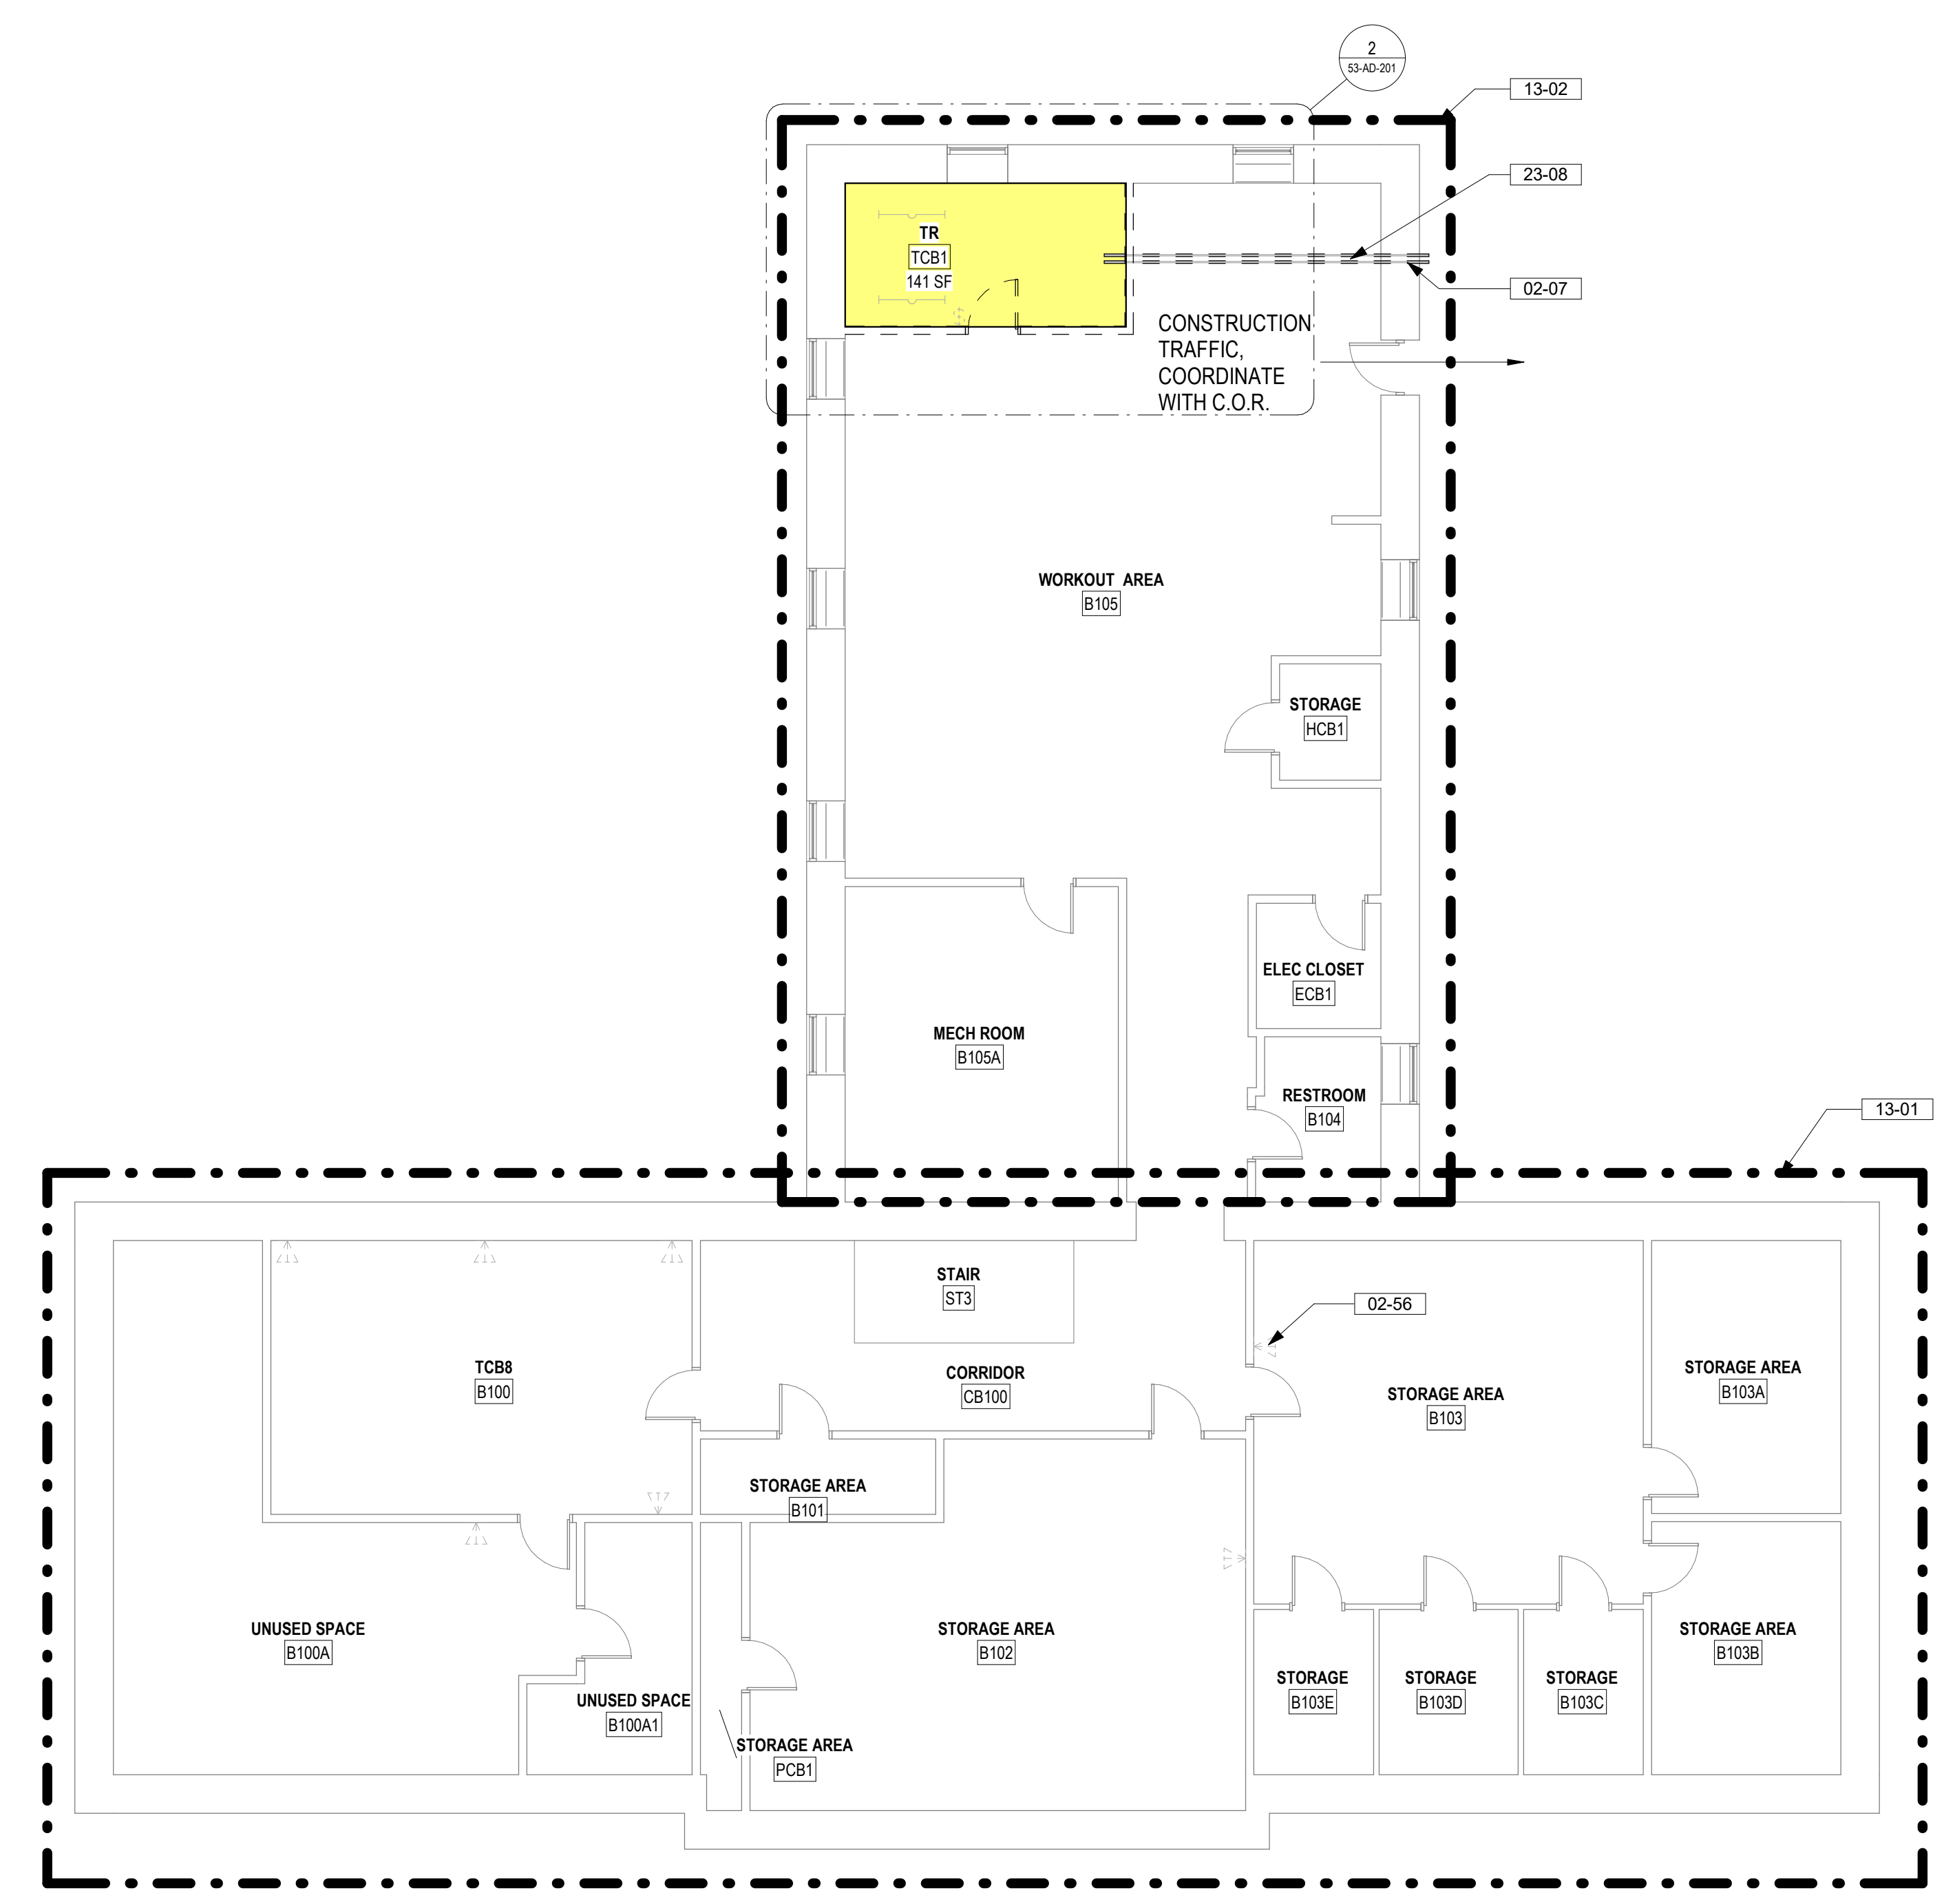 2
53-AD-201
13-02
23-08
TR
TCB1
141 SF
02-07
CONSTRUCTION
TRAFFIC,
COORDINATE
WITH C.O.R.
WORKOUT AREA
B105
STORAGE
HCB1
ELEC CLOSET
ECB1
MECH ROOM
B105A
RESTROOM
B104
13-01
STAIR
ST3
02-56
TCB8
B100
CORRIDOR
CB100
STORAGE AREA
B103
STORAGE AREA
B103A
STORAGE AREA
B101
UNUSED SPACE
B100A
STORAGE AREA
B102
STORAGE AREA
B103B
UNUSED SPACE
B100A1
STORAGE
B103E
STORAGE
B103D
STORAGE
B103C
STORAGE AREA
PCB1